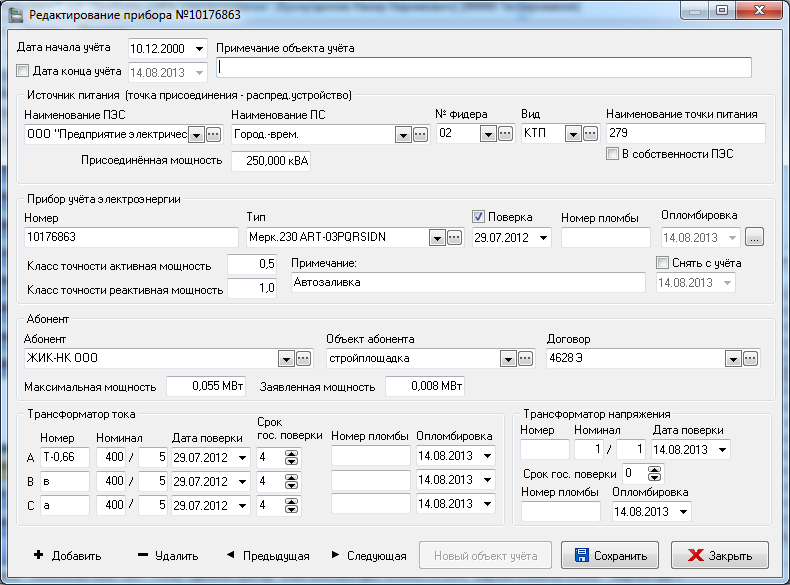 Редактирование прибора №10176863
Дата начала учёта 10.12.2000 Примечание объекта учёта
Дата конца учёта 14.08.2013
Источник питания (точка присоединения - распред.устройство)
Наименование ПЭС Наименование ПС № Фидера Вид Наименование точки питания
ООО "Предприятие электричес Город.-врем. 02 КТП 279
Присоединённая мощность 250,000 кВА В собственности ПЭС
Прибор учёта электроэнергии
Номер Тип Поверка Номер пломбы Опломбировка
10176863 Мерк.230 ART-03PQRSIDN 29.07.2012 14.08.2013 ...
Класс точности активная мощность 0,5 Примечание: Снять с учёта
Класс точности реактивная мощность 1,0 Автозаливка 14.08.2013
Абонент
Абонент Объект абонента Договор
ЖИК-НК ООО стройплощадка 4628 Э
Максимальная мощность 0,055 МВт Заявленная мощность 0,008 МВт
Трансформатор тока
Номер Номинал Дата поверки Срок гос. поверки Номер пломбы Опломбировка
А Т-0,66 400 / 5 29.07.2012 4 14.08.2013
В в 400 / 5 29.07.2012 4 14.08.2013
С а 400 / 5 29.07.2012 4 14.08.2013
Трансформатор напряжения
Номер Номинал Дата поверки
1 / 1 14.08.2013
Срок гос. поверки 0
Номер пломбы Опломбировка
14.08.2013
Добавить Удалить Предыдущая Следующая Новый объект учёта Сохранить Закрыть